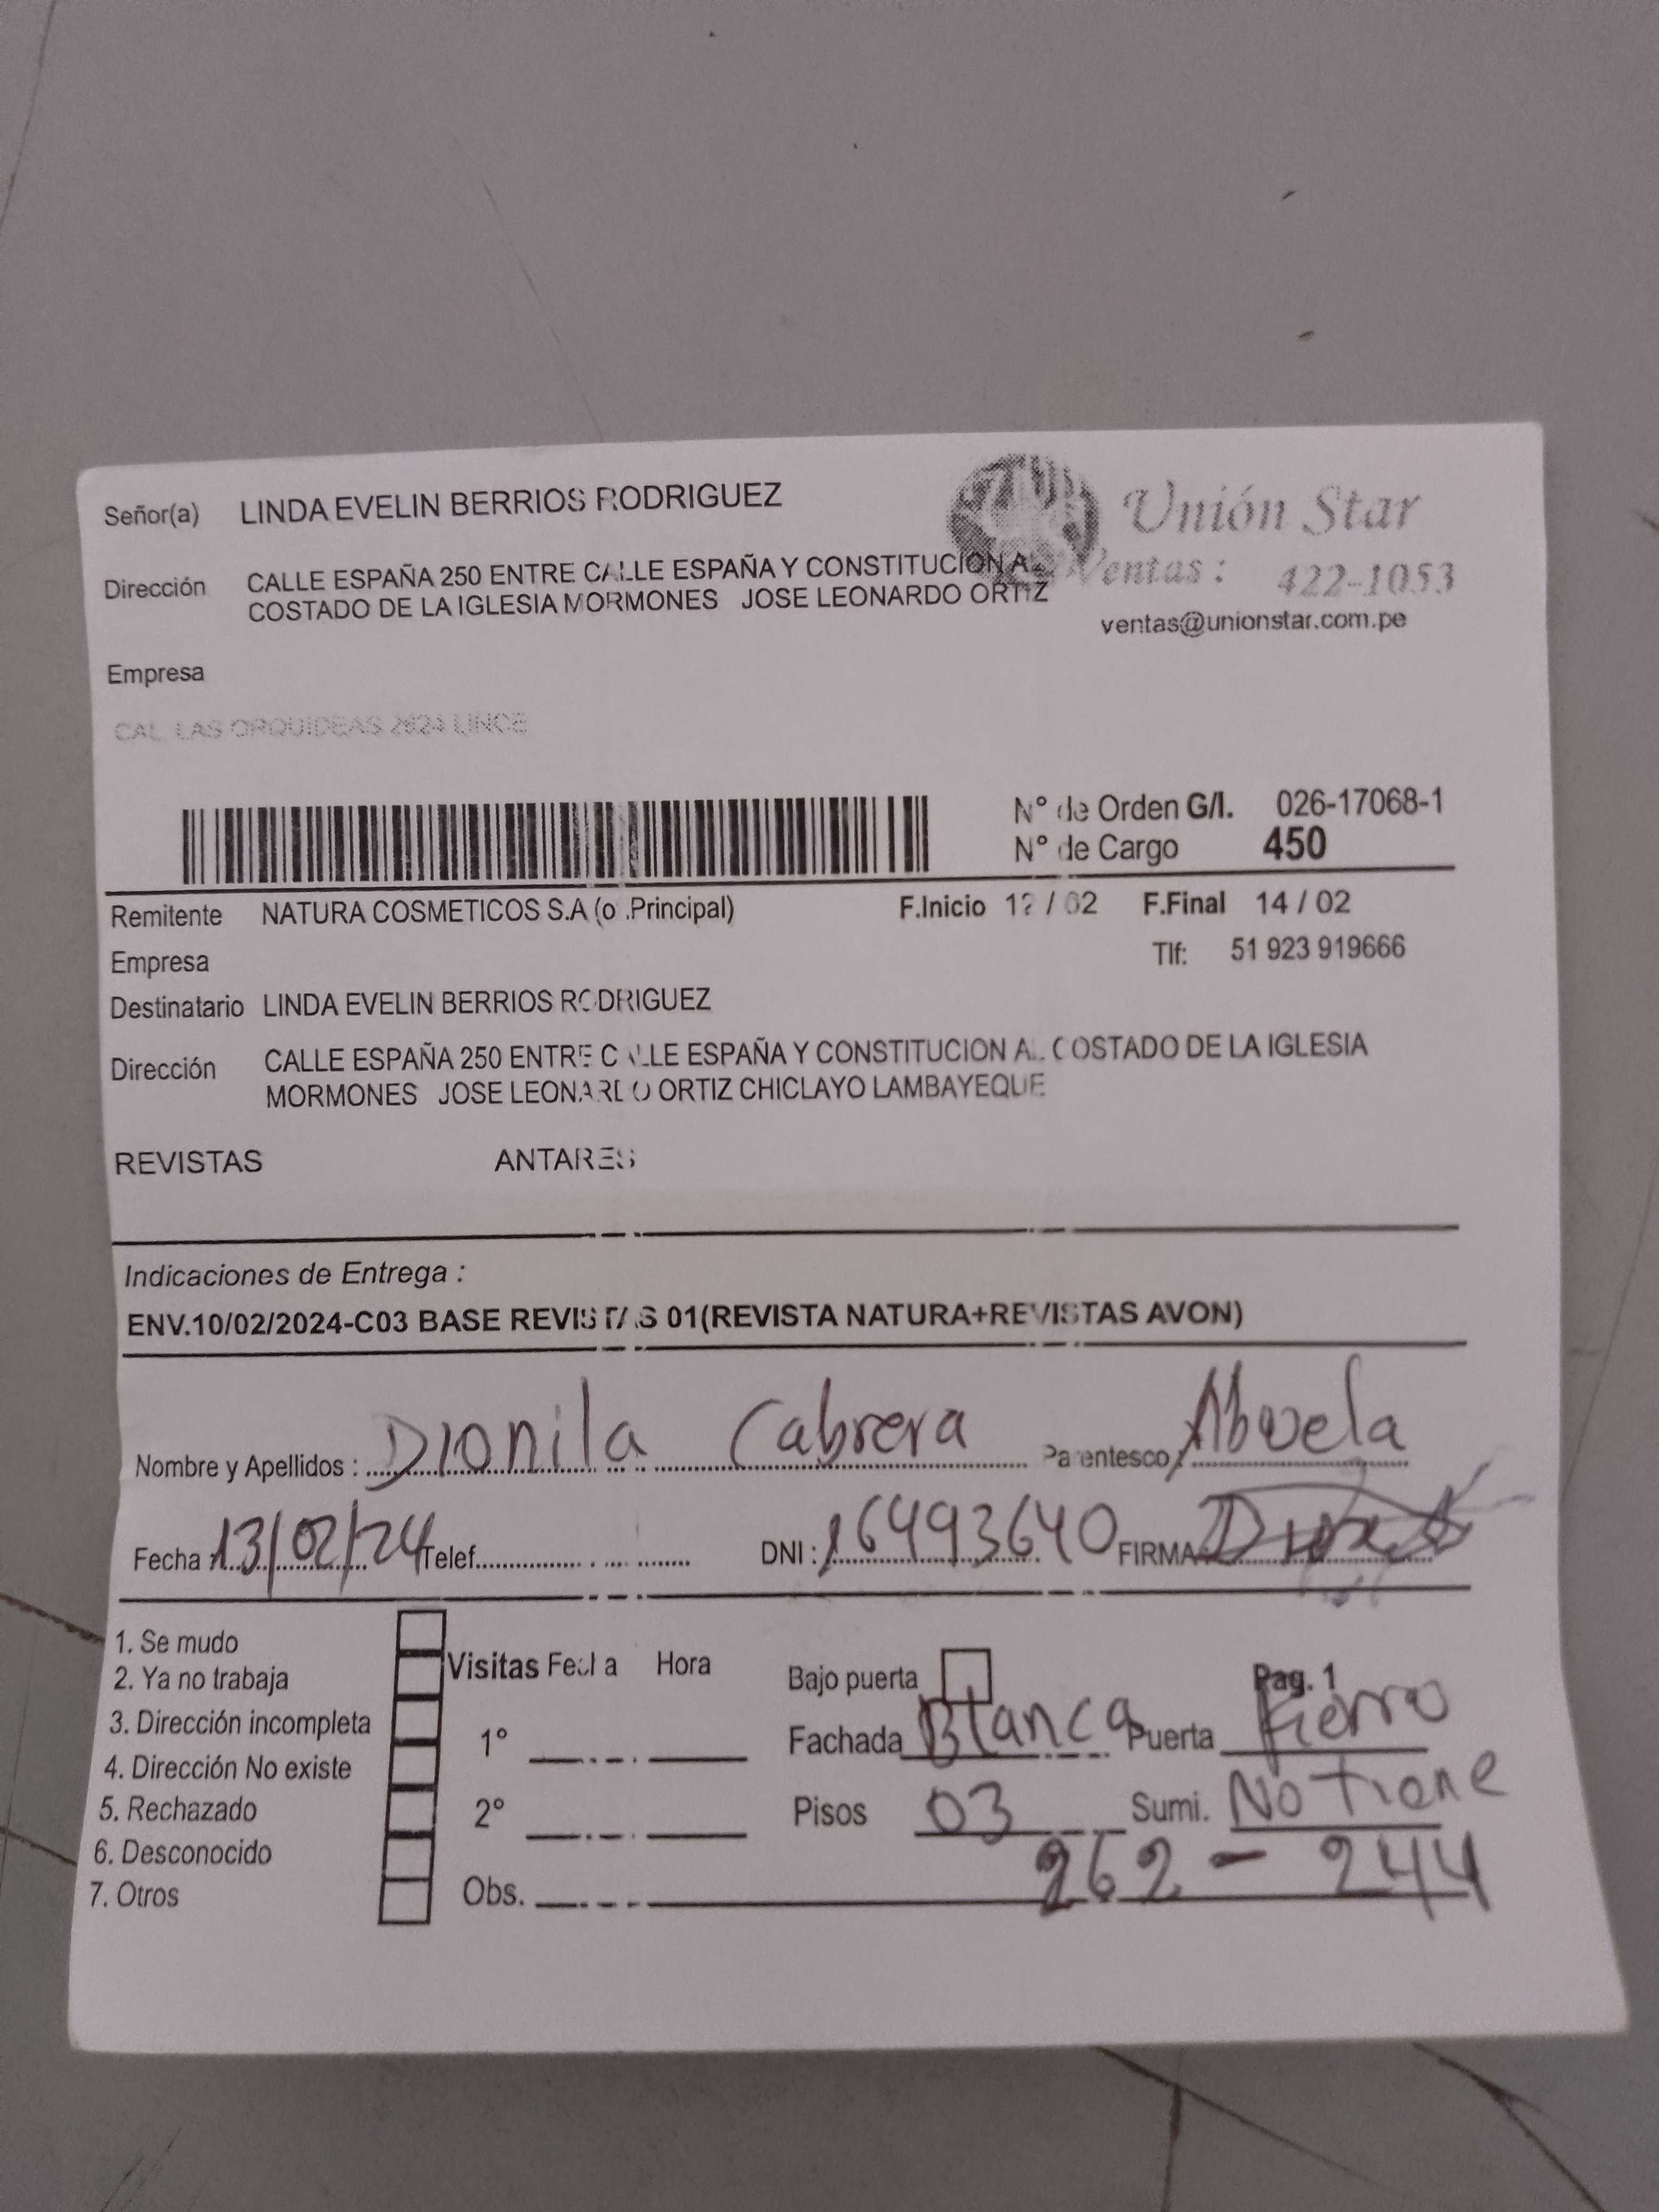 Señor(a) LINDA EVELIN BERRIOS RODRIGUEZ
Unión Star
Dirección CALLE ESPAÑA 250 ENTRE CALLE ESPAÑA Y CONSTITUCION AL
COSTADO DE LA IGLESIA MORMONES JOSE LEONARDO ORTIZ
Ventas : 422-1053
ventas@unionstar.com.pe
Empresa
CAL. LAS ORQUIDEAS 2624 LINCE
N° de Orden G/I. 026-17068-1
N° de Cargo 450
Remitente NATURA COSMETICOS S.A (o .Principal) F.Inicio 12 / 02 F.Final 14 / 02
Empresa Tlf: 51 923 919666
Destinatario LINDA EVELIN BERRIOS RODRIGUEZ
Dirección CALLE ESPAÑA 250 ENTRE CALLE ESPAÑA Y CONSTITUCION AL COSTADO DE LA IGLESIA
MORMONES JOSE LEONARDO ORTIZ CHICLAYO LAMBAYEQUE
REVISTAS ANTARES
Indicaciones de Entrega :
ENV.10/02/2024-C03 BASE REVISTAS 01(REVISTA NATURA+REVISTAS AVON)
Nombre y Apellidos : Dionila Cabrera Parentesco Abuela
Fecha : 13/02/24 Telef. DNI : 16493640 FIRMA
1. Se mudo
2. Ya no trabaja
3. Dirección incompleta
4. Dirección No existe
5. Rechazado
6. Desconocido
7. Otros
Visitas Fecha Hora
1°
2°
Obs. 262 - 244
Bajo puerta Pag. 1
Fachada Blanca Puerta Fierro
Pisos 03 Sumi. No tiene